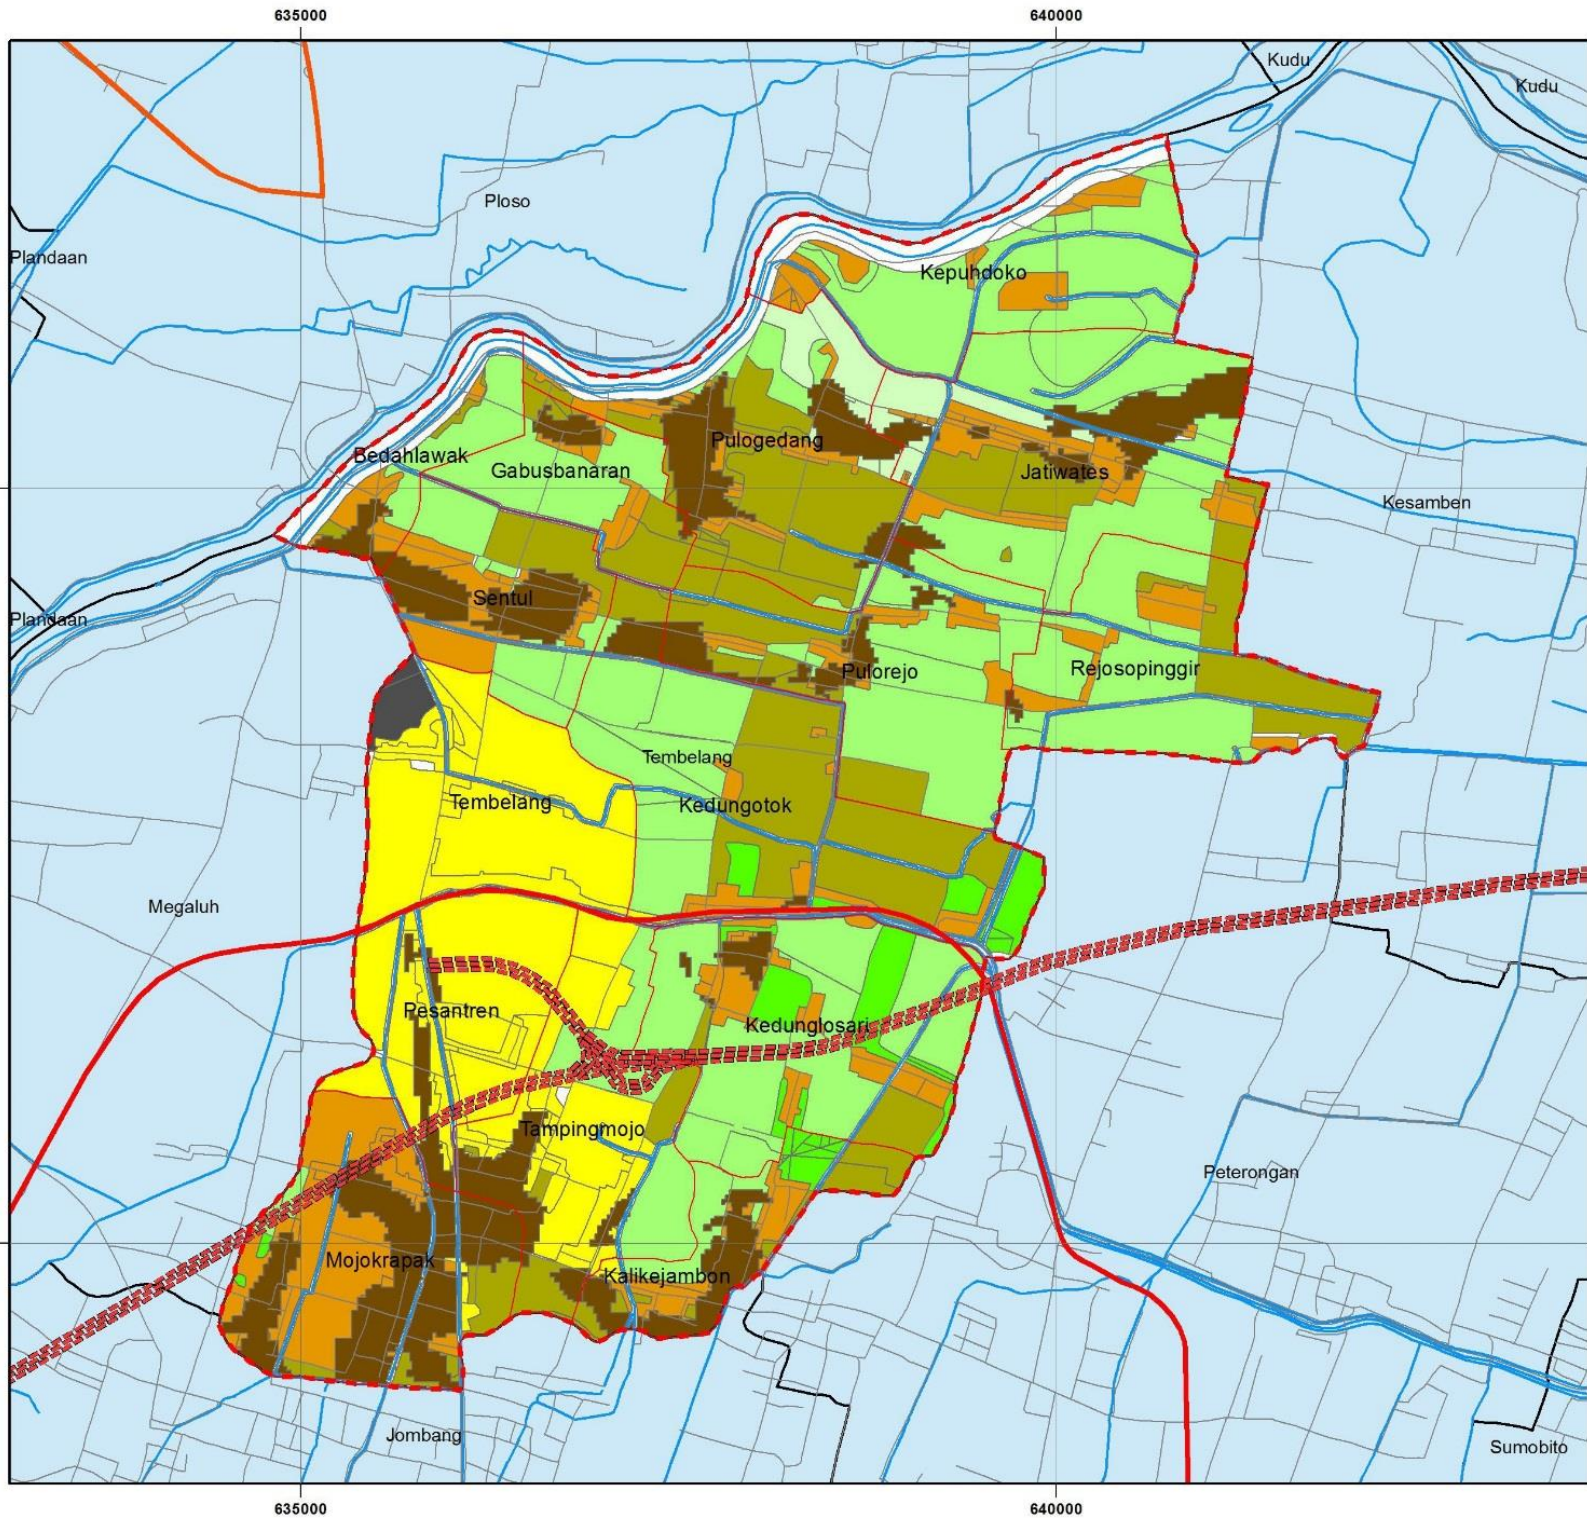 635000
640000
Kudu
Kudu
Ploso
Plandaan
Kepuhdoko
Pulogedang
Bedahlawak
Gabusbanaran
Jatiwates
Kesamben
Sentul
Plandaan
Pulorejo
Rejosopinggir
Tembelang
Tembelang
Kedungotok
Megaluh
Pesantren
Kedunglosari
Tampingmojo
Peterongan
Mojokrapak
Kalikejambon
Jombang
Sumobito
635000
640000